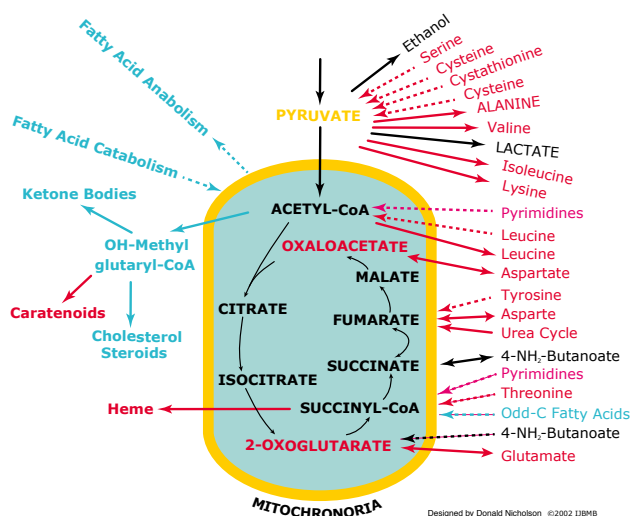 Fatty Acid Anabolism
Ethanol
Serine
Cysteine
Cystathionine
Cysteine
PYRUVATE
ALANINE
Valine
LACTATE
Isoleucine
Lysine
Fatty Acid Catabolism
Ketone Bodies
ACETYL-CoA
Pyrimidines
Leucine
OH-Methyl
glutaryl-CoA
OXALOACETATE
Leucine
Aspartate
MALATE
Caratenoids
CITRATE
FUMARATE
Tyrosine
Asparte
Urea Cycle
Cholesterol
Steroids
SUCCINATE
4-NH₂-Butanoate
Pyrimidines
ISOCITRATE
Threonine
Heme
SUCCINYL-CoA
Odd-C Fatty Acids
4-NH₂-Butanoate
2-OXOGLUTARATE
Glutamate
MITOCHRONORIA
Designed by Donald Nicholson ©2002 IJBMB